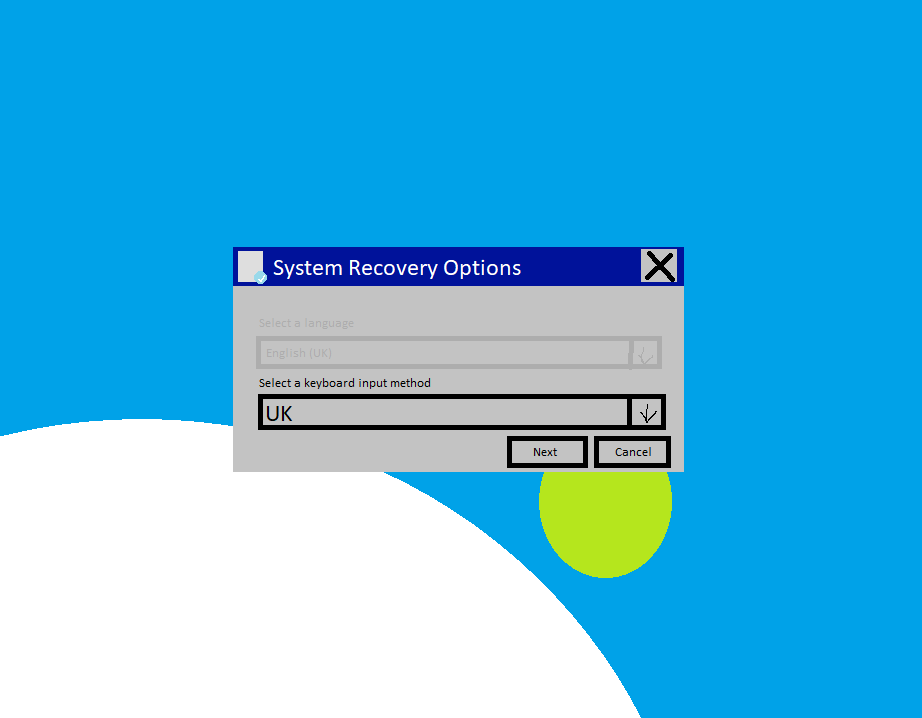 System Recovery Options
Select a language
English (UK)
Select a keyboard input method
UK
Next Cancel